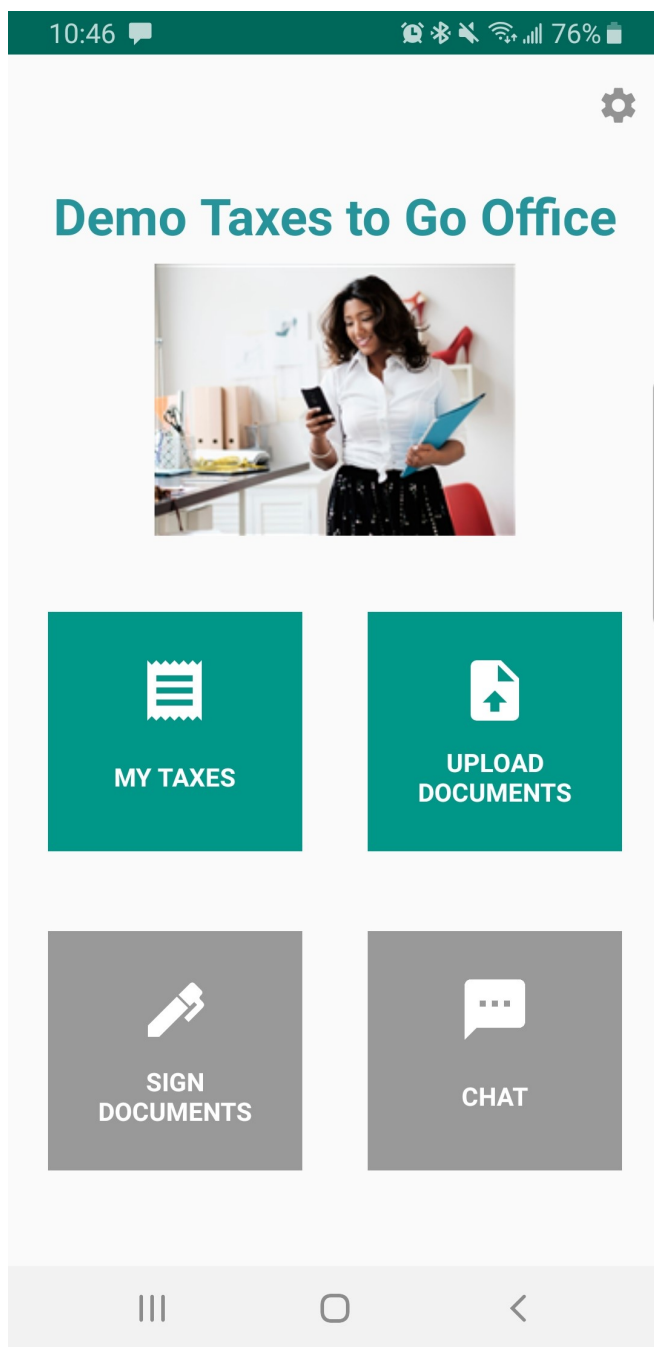 10:46
76%
Demo Taxes to Go Office
MY TAXES
UPLOAD
DOCUMENTS
SIGN
DOCUMENTS
CHAT